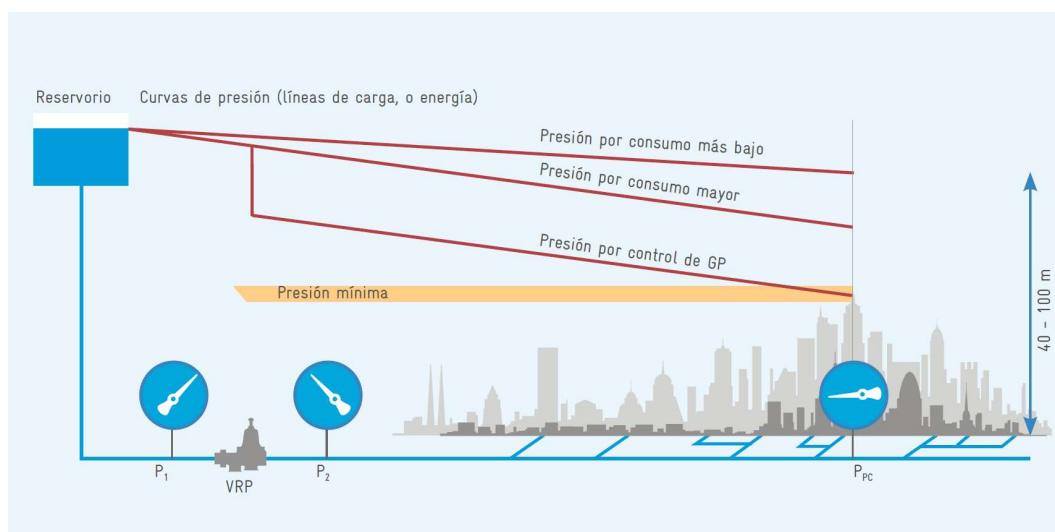 Reservorio
Curvas de presión (líneas de carga, o energía)
Presión por consumo más bajo
Presión por consumo mayor
Presión por control de GP
Presión mínima
40 – 100 m
P1
VRP
P2
PPC